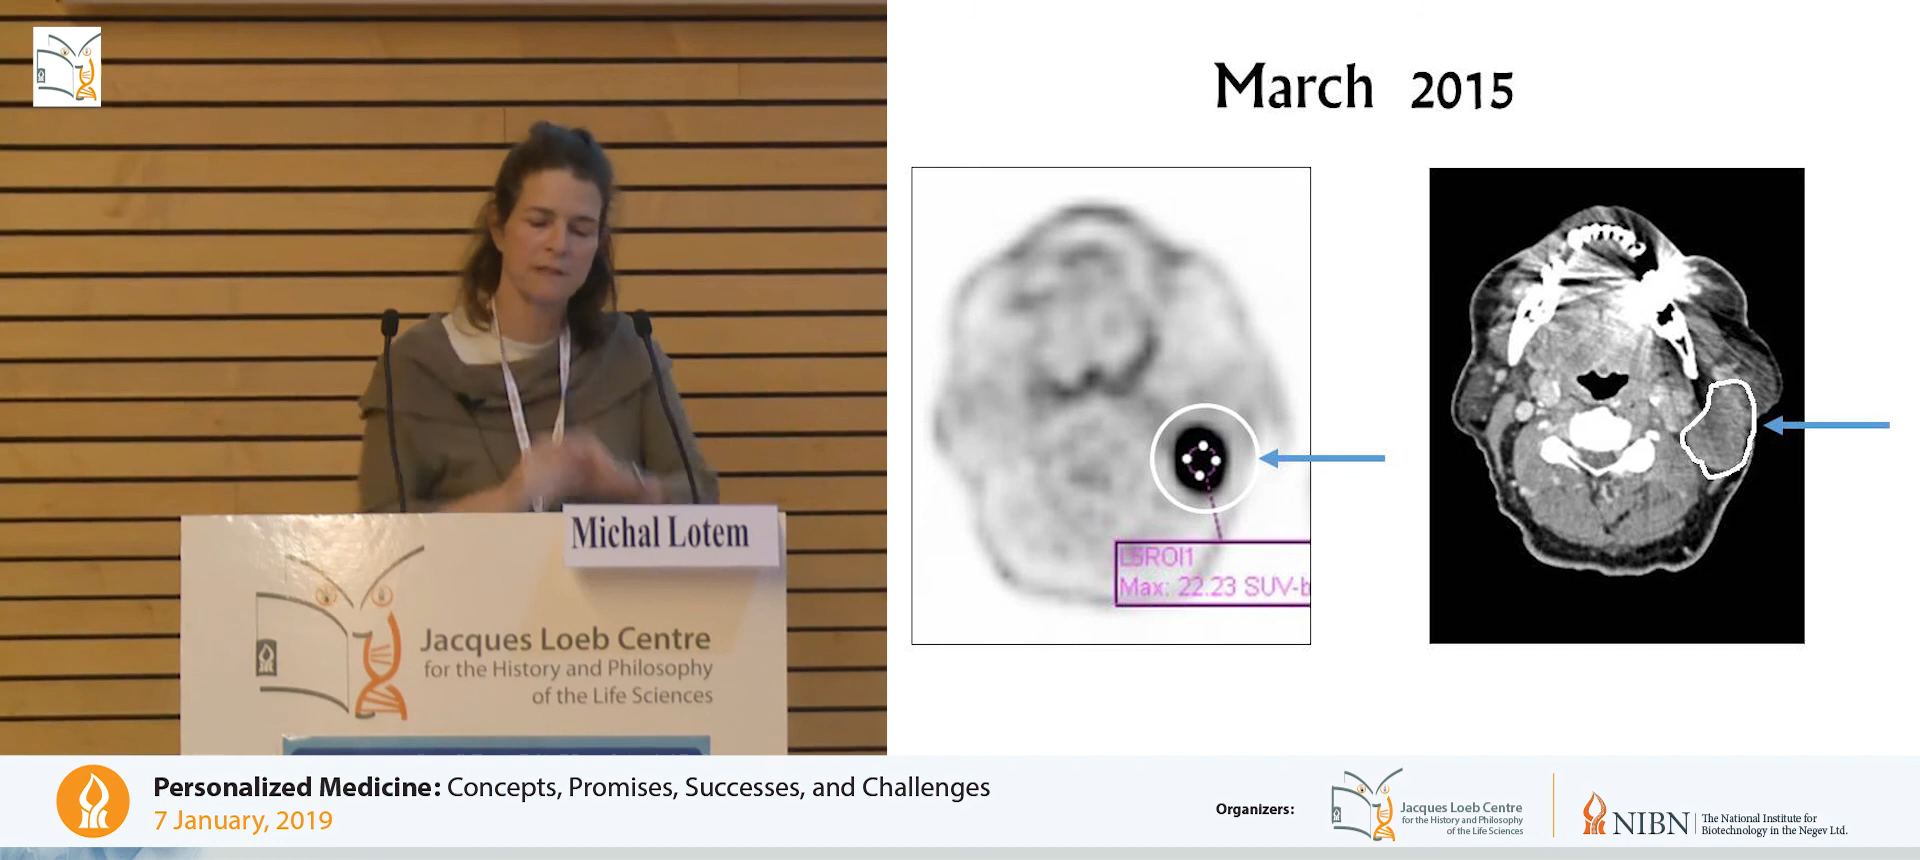 March 2015
L5ROI1
Max: 22.23 SUV-b
Michal Lotem
Jacques Loeb Centre
for the History and Philosophy
of the Life Sciences
Personalized Medicine: Concepts, Promises, Successes, and Challenges
7 January, 2019
Organizers:
Jacques Loeb Centre
for the History and Philosophy
of the Life Sciences
NIBN
The National Institute for
Biotechnology in the Negev Ltd.